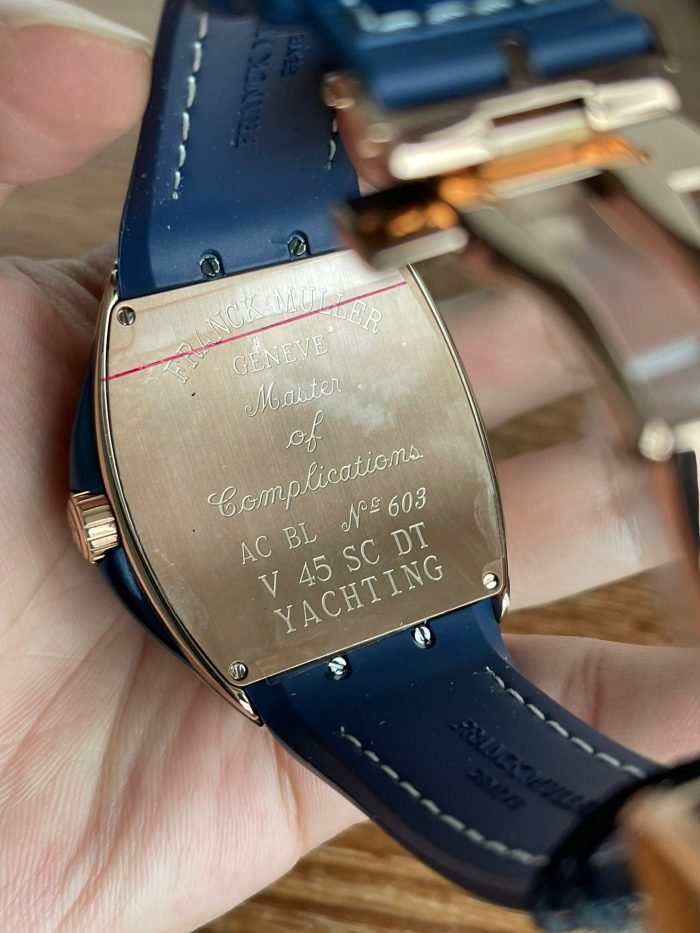 FRANCK MULLER
GENEVE
Master
of
Complications
AC BL Nº 603
V 45 SC DT
YACHTING